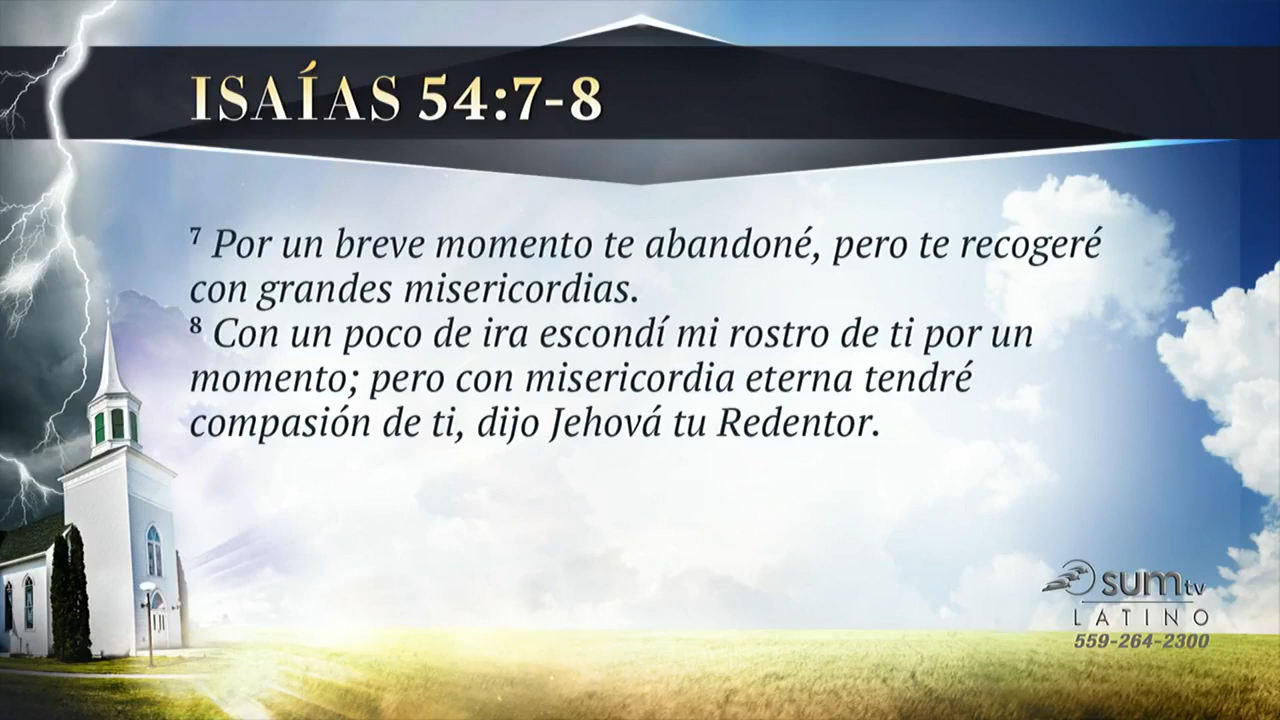 ISAÍAS 54:7-8
⁷ Por un breve momento te abandoné, pero te recogeré
con grandes misericordias.
⁸ Con un poco de ira escondí mi rostro de ti por un
momento; pero con misericordia eterna tendré
compasión de ti, dijo Jehová tu Redentor.
sumtv
LATINO
559-264-2300